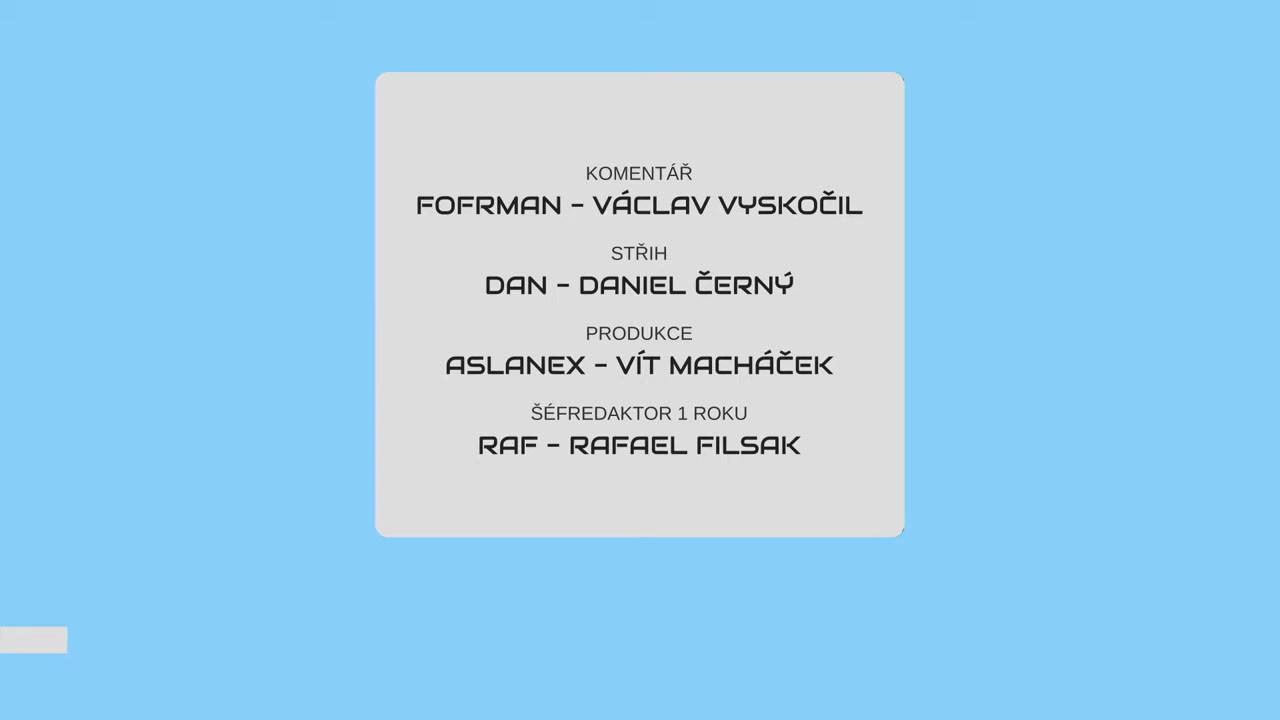 KOMENTÁŘ
FOFRMAN - VÁCLAV VYSKOČIL
STŘIH
DAN - DANIEL ČERNÝ
PRODUKCE
ASLANEX - VÍT MACHÁČEK
ŠÉFREDAKTOR 1 ROKU
RAF - RAFAEL FILSAK